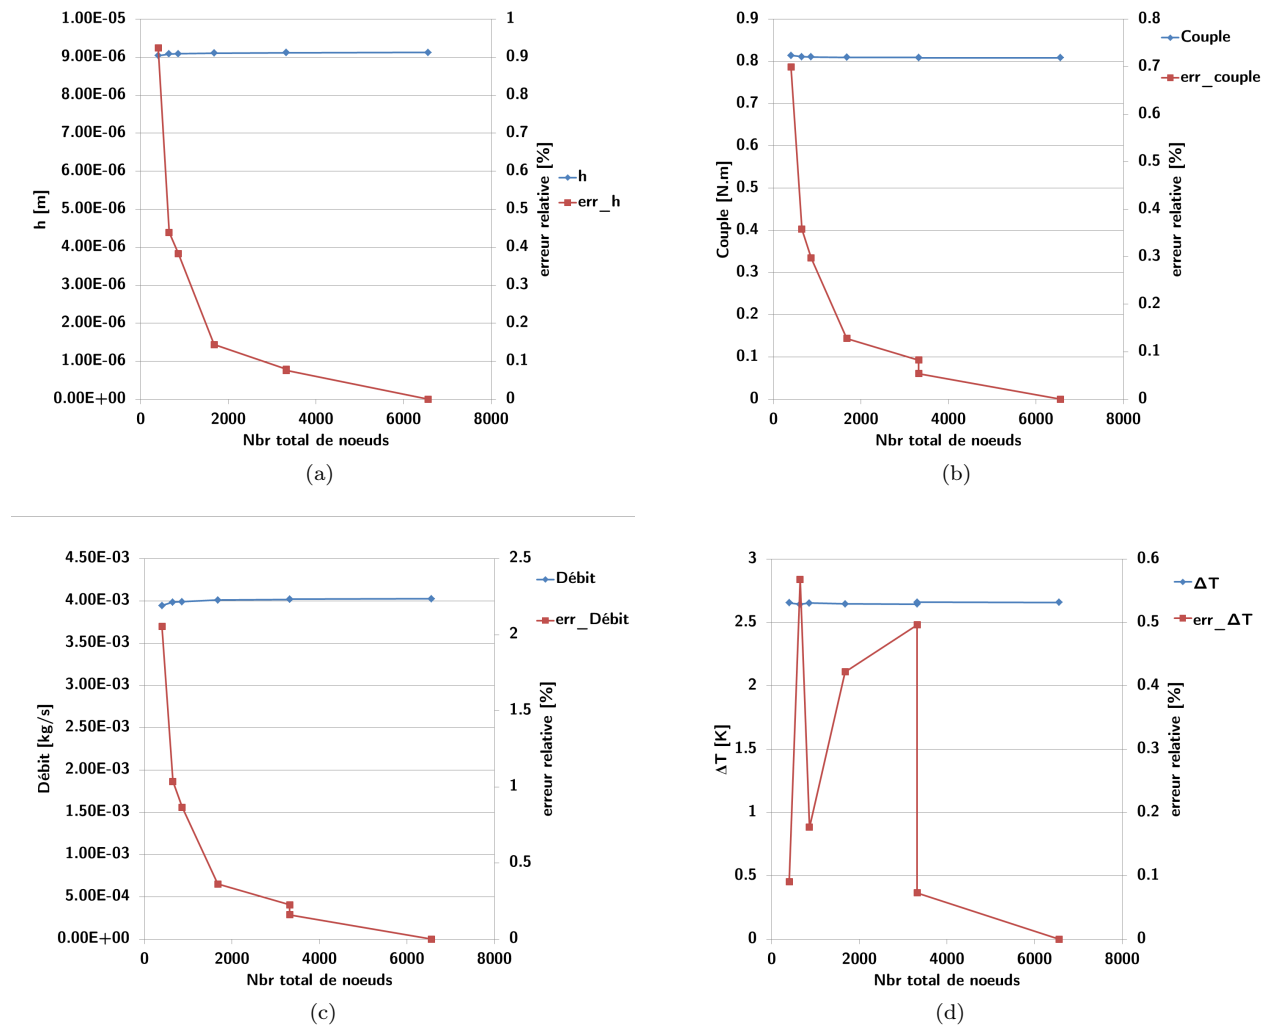 1.00E-05
9.00E-06
8.00E-06
7.00E-06
6.00E-06
5.00E-06
4.00E-06
3.00E-06
2.00E-06
1.00E-06
0.00E+00
h [m]
1
0.9
0.8
0.7
0.6
0.5
0.4
0.3
0.2
0.1
0
erreur relative [%]
h
err_h
0 2000 4000 6000 8000
Nbr total de noeuds
(a)
0.9
0.8
0.7
0.6
0.5
0.4
0.3
0.2
0.1
0
Couple [N.m]
0.8
0.7
0.6
0.5
0.4
0.3
0.2
0.1
0
erreur relative [%]
Couple
err_couple
0 2000 4000 6000 8000
Nbr total de noeuds
(b)
4.50E-03
4.00E-03
3.50E-03
3.00E-03
2.50E-03
2.00E-03
1.50E-03
1.00E-03
5.00E-04
0.00E+00
Débit [kg/s]
2.5
2
1.5
1
0.5
0
erreur relative [%]
Débit
err_Débit
0 2000 4000 6000 8000
Nbr total de noeuds
(c)
3
2.5
2
1.5
1
0.5
0
ΔT [K]
0.6
0.5
0.4
0.3
0.2
0.1
0
erreur relative [%]
ΔT
err_ΔT
0 2000 4000 6000 8000
Nbr total de noeuds
(d)